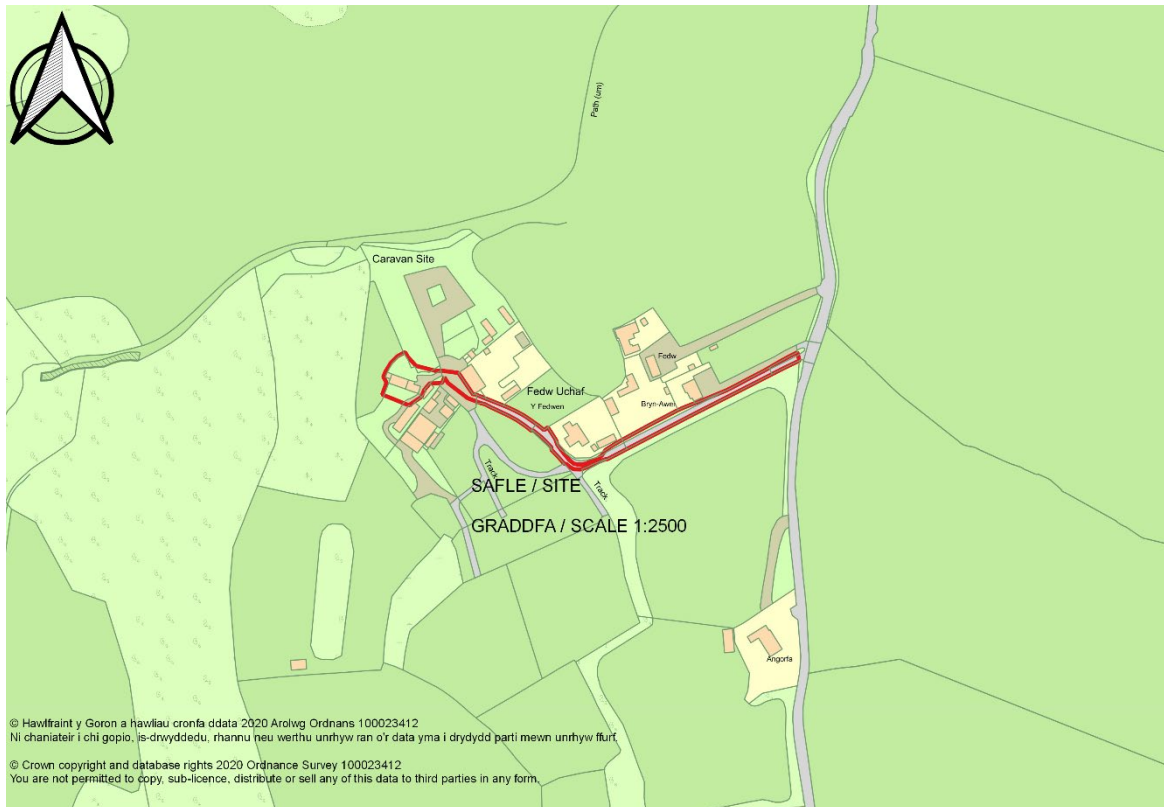 Path (um)
Caravan Site
Fedw
Fedw Uchaf
Y Fedwen
Bryn-Awel
Track
Track
SAFLE / SITE
GRADDFA / SCALE 1:2500
Angorfa
© Hawlfraint y Goron a hawliau cronfa ddata 2020 Arolwg Ordnans 100023412
Ni chaniateir i chi gopio, is-drwyddedu, rhannu neu werthu unrhyw ran o'r data yma i drydydd parti mewn unrhyw ffurf.
© Crown copyright and database rights 2020 Ordnance Survey 100023412
You are not permitted to copy, sub-licence, distribute or sell any of this data to third parties in any form.